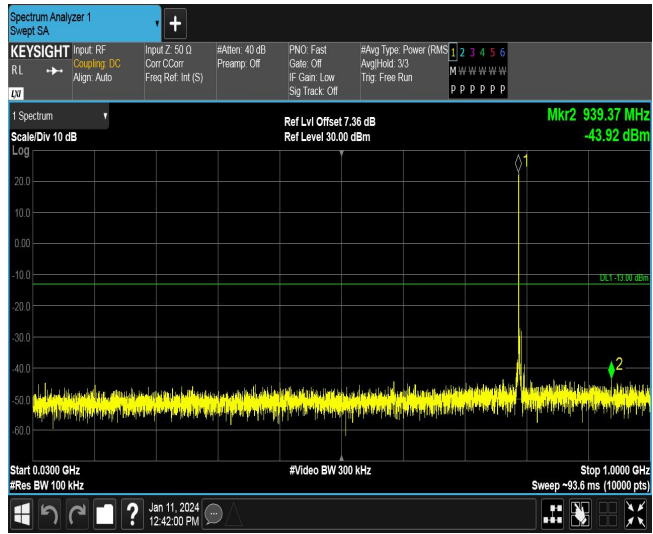 Spectrum Analyzer 1
Swept SA
+
KEYSIGHT
RL
LXI
Input: RF
Coupling: DC
Align: Auto
Input Z: 50 Ω
Corr CCorr
Freq Ref: Int (S)
#Atten: 40 dB
Preamp: Off
PNO: Fast
Gate: Off
IF Gain: Low
Sig Track: Off
#Avg Type: Power (RMS
Avg|Hold: 3/3
Trig: Free Run
1 2 3 4 5 6
M W W W W W
P P P P P P
1 Spectrum
Scale/Div 10 dB
Log
Ref Lvl Offset 7.36 dB
Ref Level 30.00 dBm
Mkr2 939.37 MHz
-43.92 dBm
1
20.0
10.0
0.00
-10.0
DL1 -13.00 dBm
-20.0
-30.0
-40.0
2
-50.0
-60.0
Start 0.0300 GHz
#Res BW 100 kHz
#Video BW 300 kHz
Stop 1.0000 GHz
Sweep ~93.6 ms (10000 pts)
?
Jan 11, 2024
12:42:00 PM